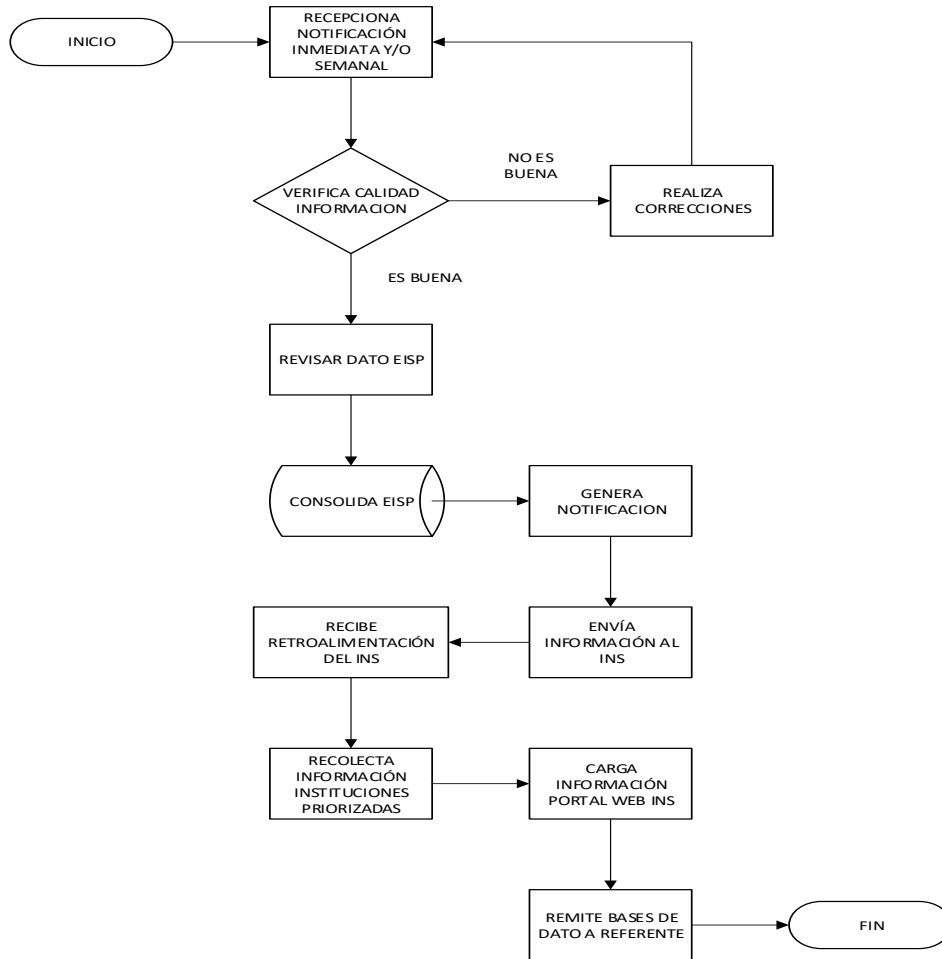 INICIO
RECEPCIONA
NOTIFICACIÓN
INMEDIATA Y/O
SEMANAL
VERIFICA CALIDAD
INFORMACION
NO ES
BUENA
REALIZA
CORRECCIONES
ES BUENA
REVISAR DATO EISP
CONSOLIDA EISP
GENERA
NOTIFICACION
ENVÍA
INFORMACIÓN AL
INS
RECIBE
RETROALIMENTACIÓN
DEL INS
RECOLECTA
INFORMACIÓN
INSTITUCIONES
PRIORIZADAS
CARGA
INFORMACIÓN
PORTAL WEB INS
REMITE BASES DE
DATO A REFERENTE
FIN